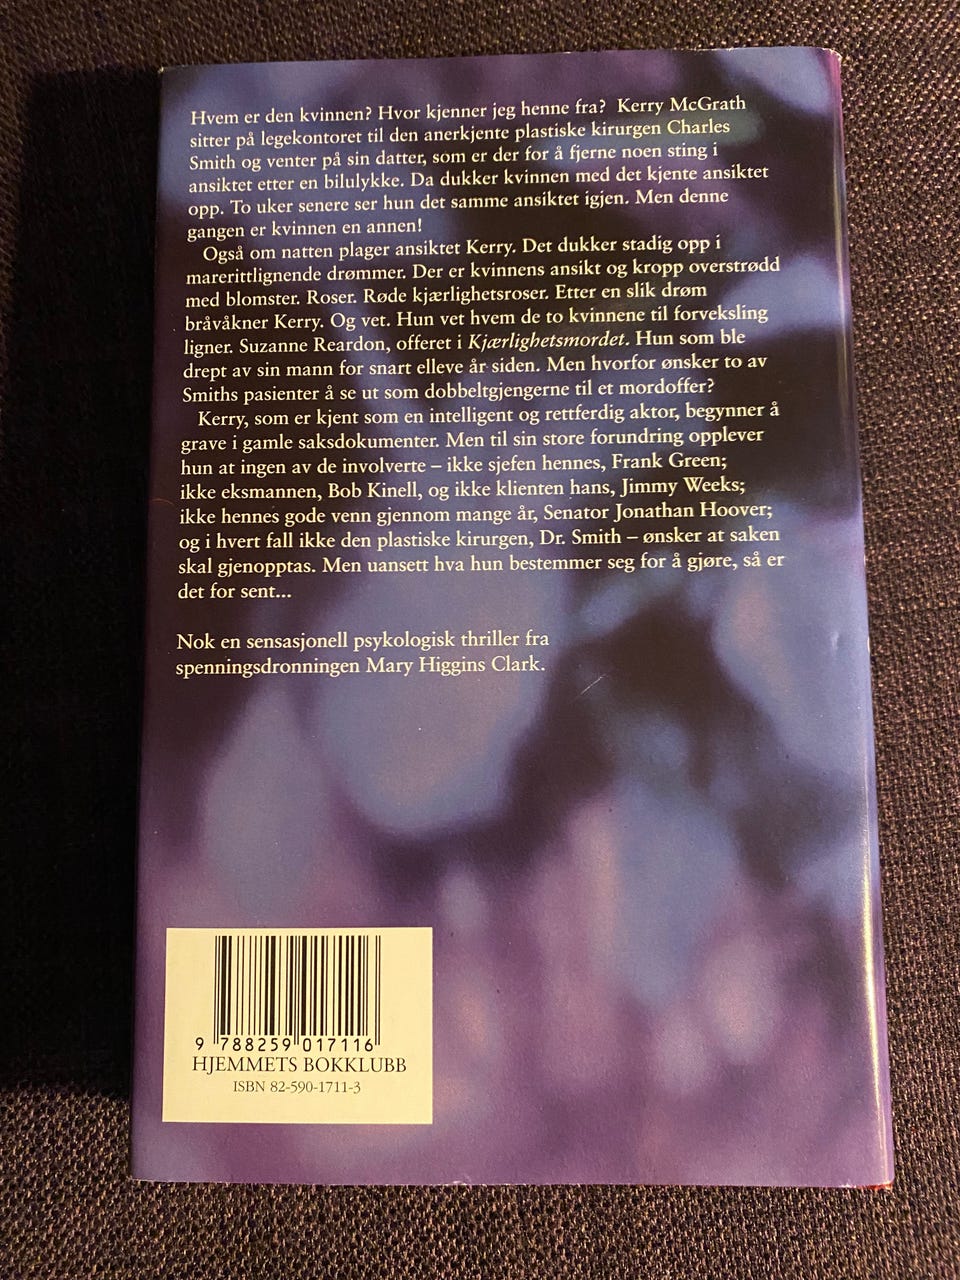 Hvem er den kvinnen? Hvor kjenner jeg henne fra? Kerry McGrath
sitter på legekontoret til den anerkjente plastiske kirurgen Charles
Smith og venter på sin datter, som er der for å fjerne noen sting i
ansiktet etter en bilulykke. Da dukker kvinnen med det kjente ansiktet
opp. To uker senere ser hun det samme ansiktet igjen. Men denne
gangen er kvinnen en annen!
Også om natten plager ansiktet Kerry. Det dukker stadig opp i
marerittlignende drømmer. Der er kvinnens ansikt og kropp overstrødd
med blomster. Roser. Røde kjærlighetsroser. Etter en slik drøm
bråvåkner Kerry. Og vet. Hun vet hvem de to kvinnene til forveksling
ligner. Suzanne Reardon, offeret i Kjærlighetsmordet. Hun som ble
drept av sin mann for snart elleve år siden. Men hvorfor ønsker to av
Smiths pasienter å se ut som dobbeltgjengerne til et mordoffer?
Kerry, som er kjent som en intelligent og rettferdig aktor, begynner å
grave i gamle saksdokumenter. Men til sin store forundring opplever
hun at ingen av de involverte – ikke sjefen hennes, Frank Green;
ikke eksmannen, Bob Kinell, og ikke klienten hans, Jimmy Weeks;
ikke hennes gode venn gjennom mange år, Senator Jonathan Hoover;
og i hvert fall ikke den plastiske kirurgen, Dr. Smith – ønsker at saken
skal gjenopptas. Men uansett hva hun bestemmer seg for å gjøre, så er
det for sent...
Nok en sensasjonell psykologisk thriller fra
spenningsdronningen Mary Higgins Clark.
9 788259 017116
HJEMMETS BOKKLUBB
ISBN 82-590-1711-3